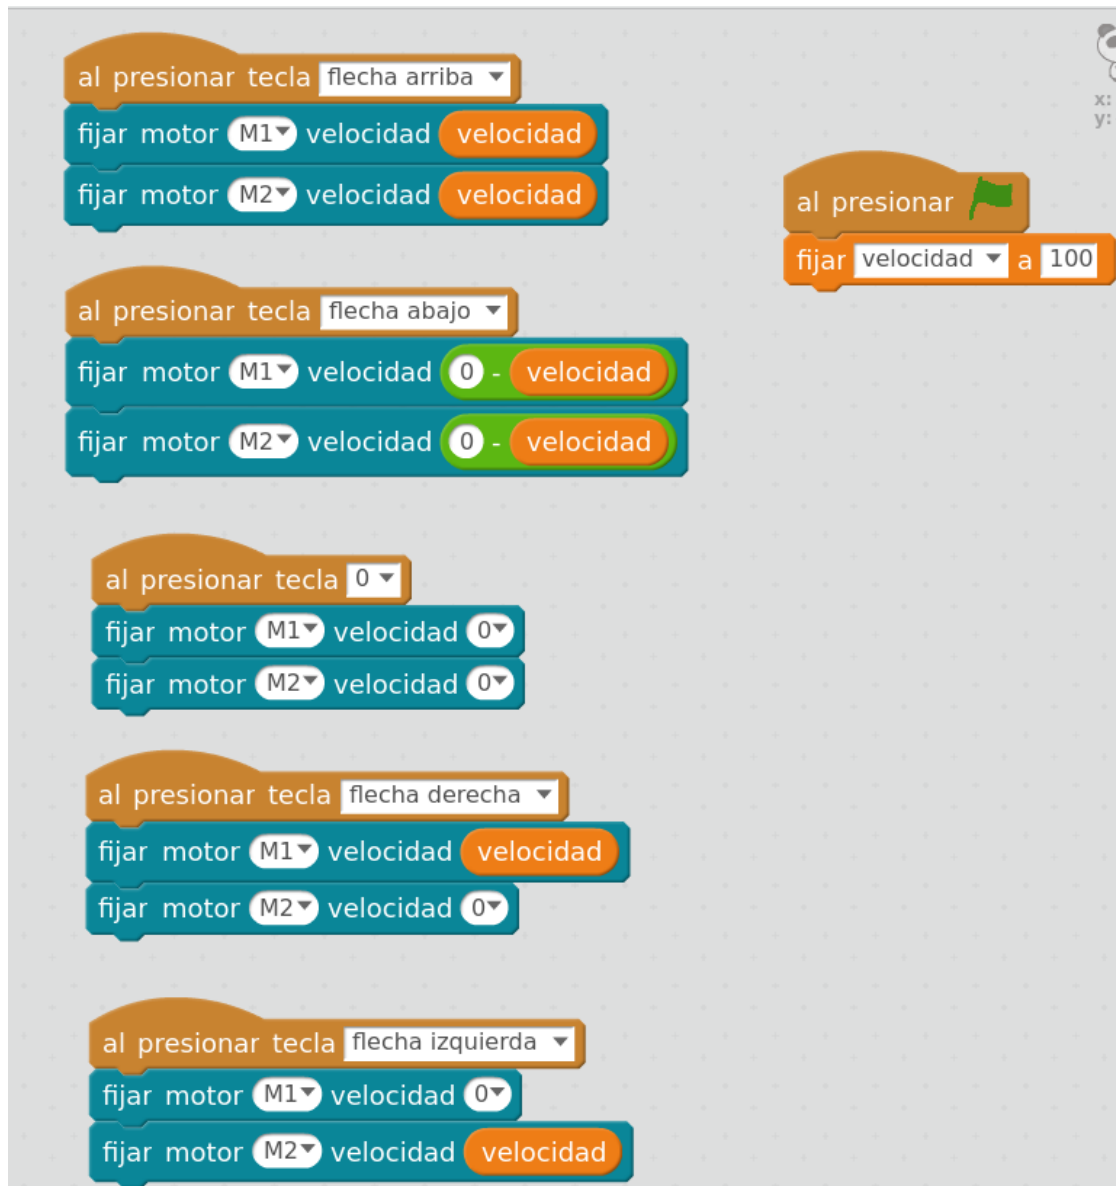 al presionar tecla flecha arriba
fijar motor M1 velocidad velocidad
fijar motor M2 velocidad velocidad
al presionar tecla flecha abajo
fijar motor M1 velocidad 0 - velocidad
fijar motor M2 velocidad 0 - velocidad
al presionar tecla 0
fijar motor M1 velocidad 0
fijar motor M2 velocidad 0
al presionar tecla flecha derecha
fijar motor M1 velocidad velocidad
fijar motor M2 velocidad 0
al presionar tecla flecha izquierda
fijar motor M1 velocidad 0
fijar motor M2 velocidad velocidad
x:
y:
al presionar
fijar velocidad a 100